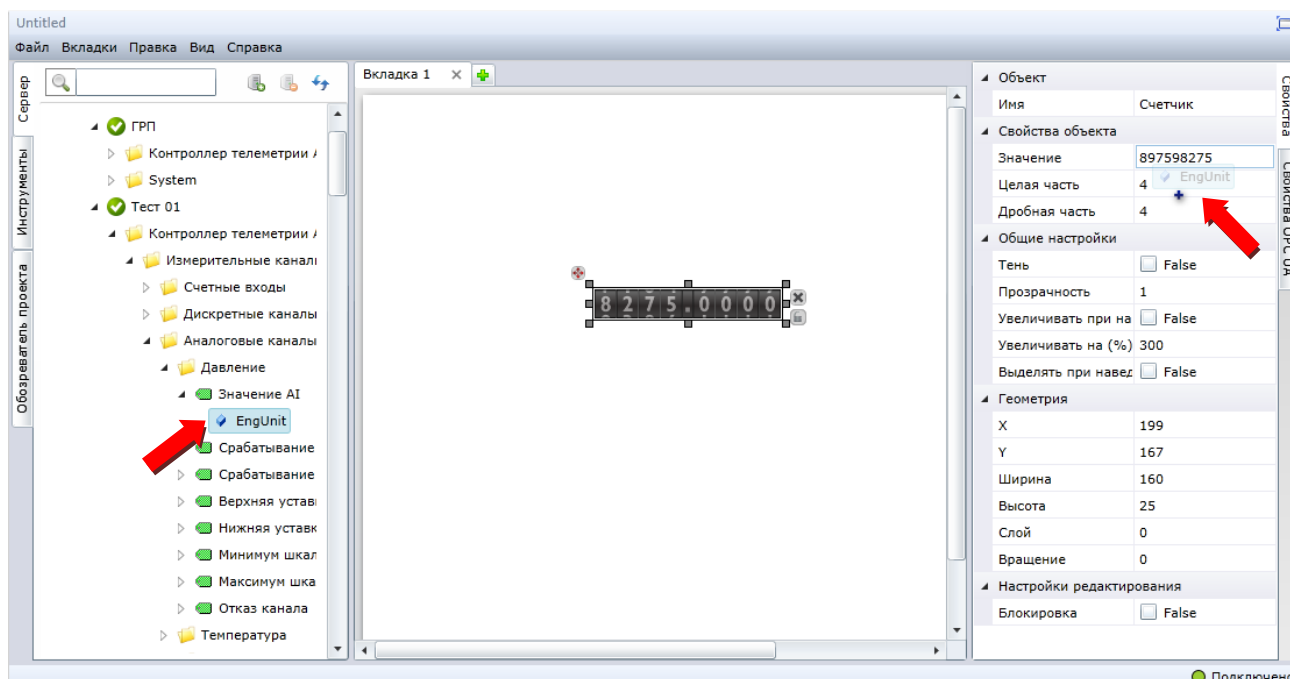 Untitled
Файл Вкладки Правка Вид Справка
Сервер
Инструменты
Обозреватель проекта
ГРП
Контроллер телеметрии
System
Тест 01
Контроллер телеметрии
Измерительные канал
Счетные входы
Дискретные каналы
Аналоговые каналы
Давление
Значение AI
EngUnit
Срабатывание
Срабатывание
Верхняя устав
Нижняя уставк
Минимум шкал
Максимум шка
Отказ канала
Температура
Вкладка 1
8275.0000
Объект
Имя Счетчик
Свойства объекта
Значение 897598275
EngUnit
Целая часть 4
Дробная часть 4
Общие настройки
Тень False
Прозрачность 1
Увеличивать при на False
Увеличивать на (%) 300
Выделять при навед False
Геометрия
X 199
Y 167
Ширина 160
Высота 25
Слой 0
Вращение 0
Настройки редактирования
Блокировка False
Свойства
Свойства OPC UA
Подключено